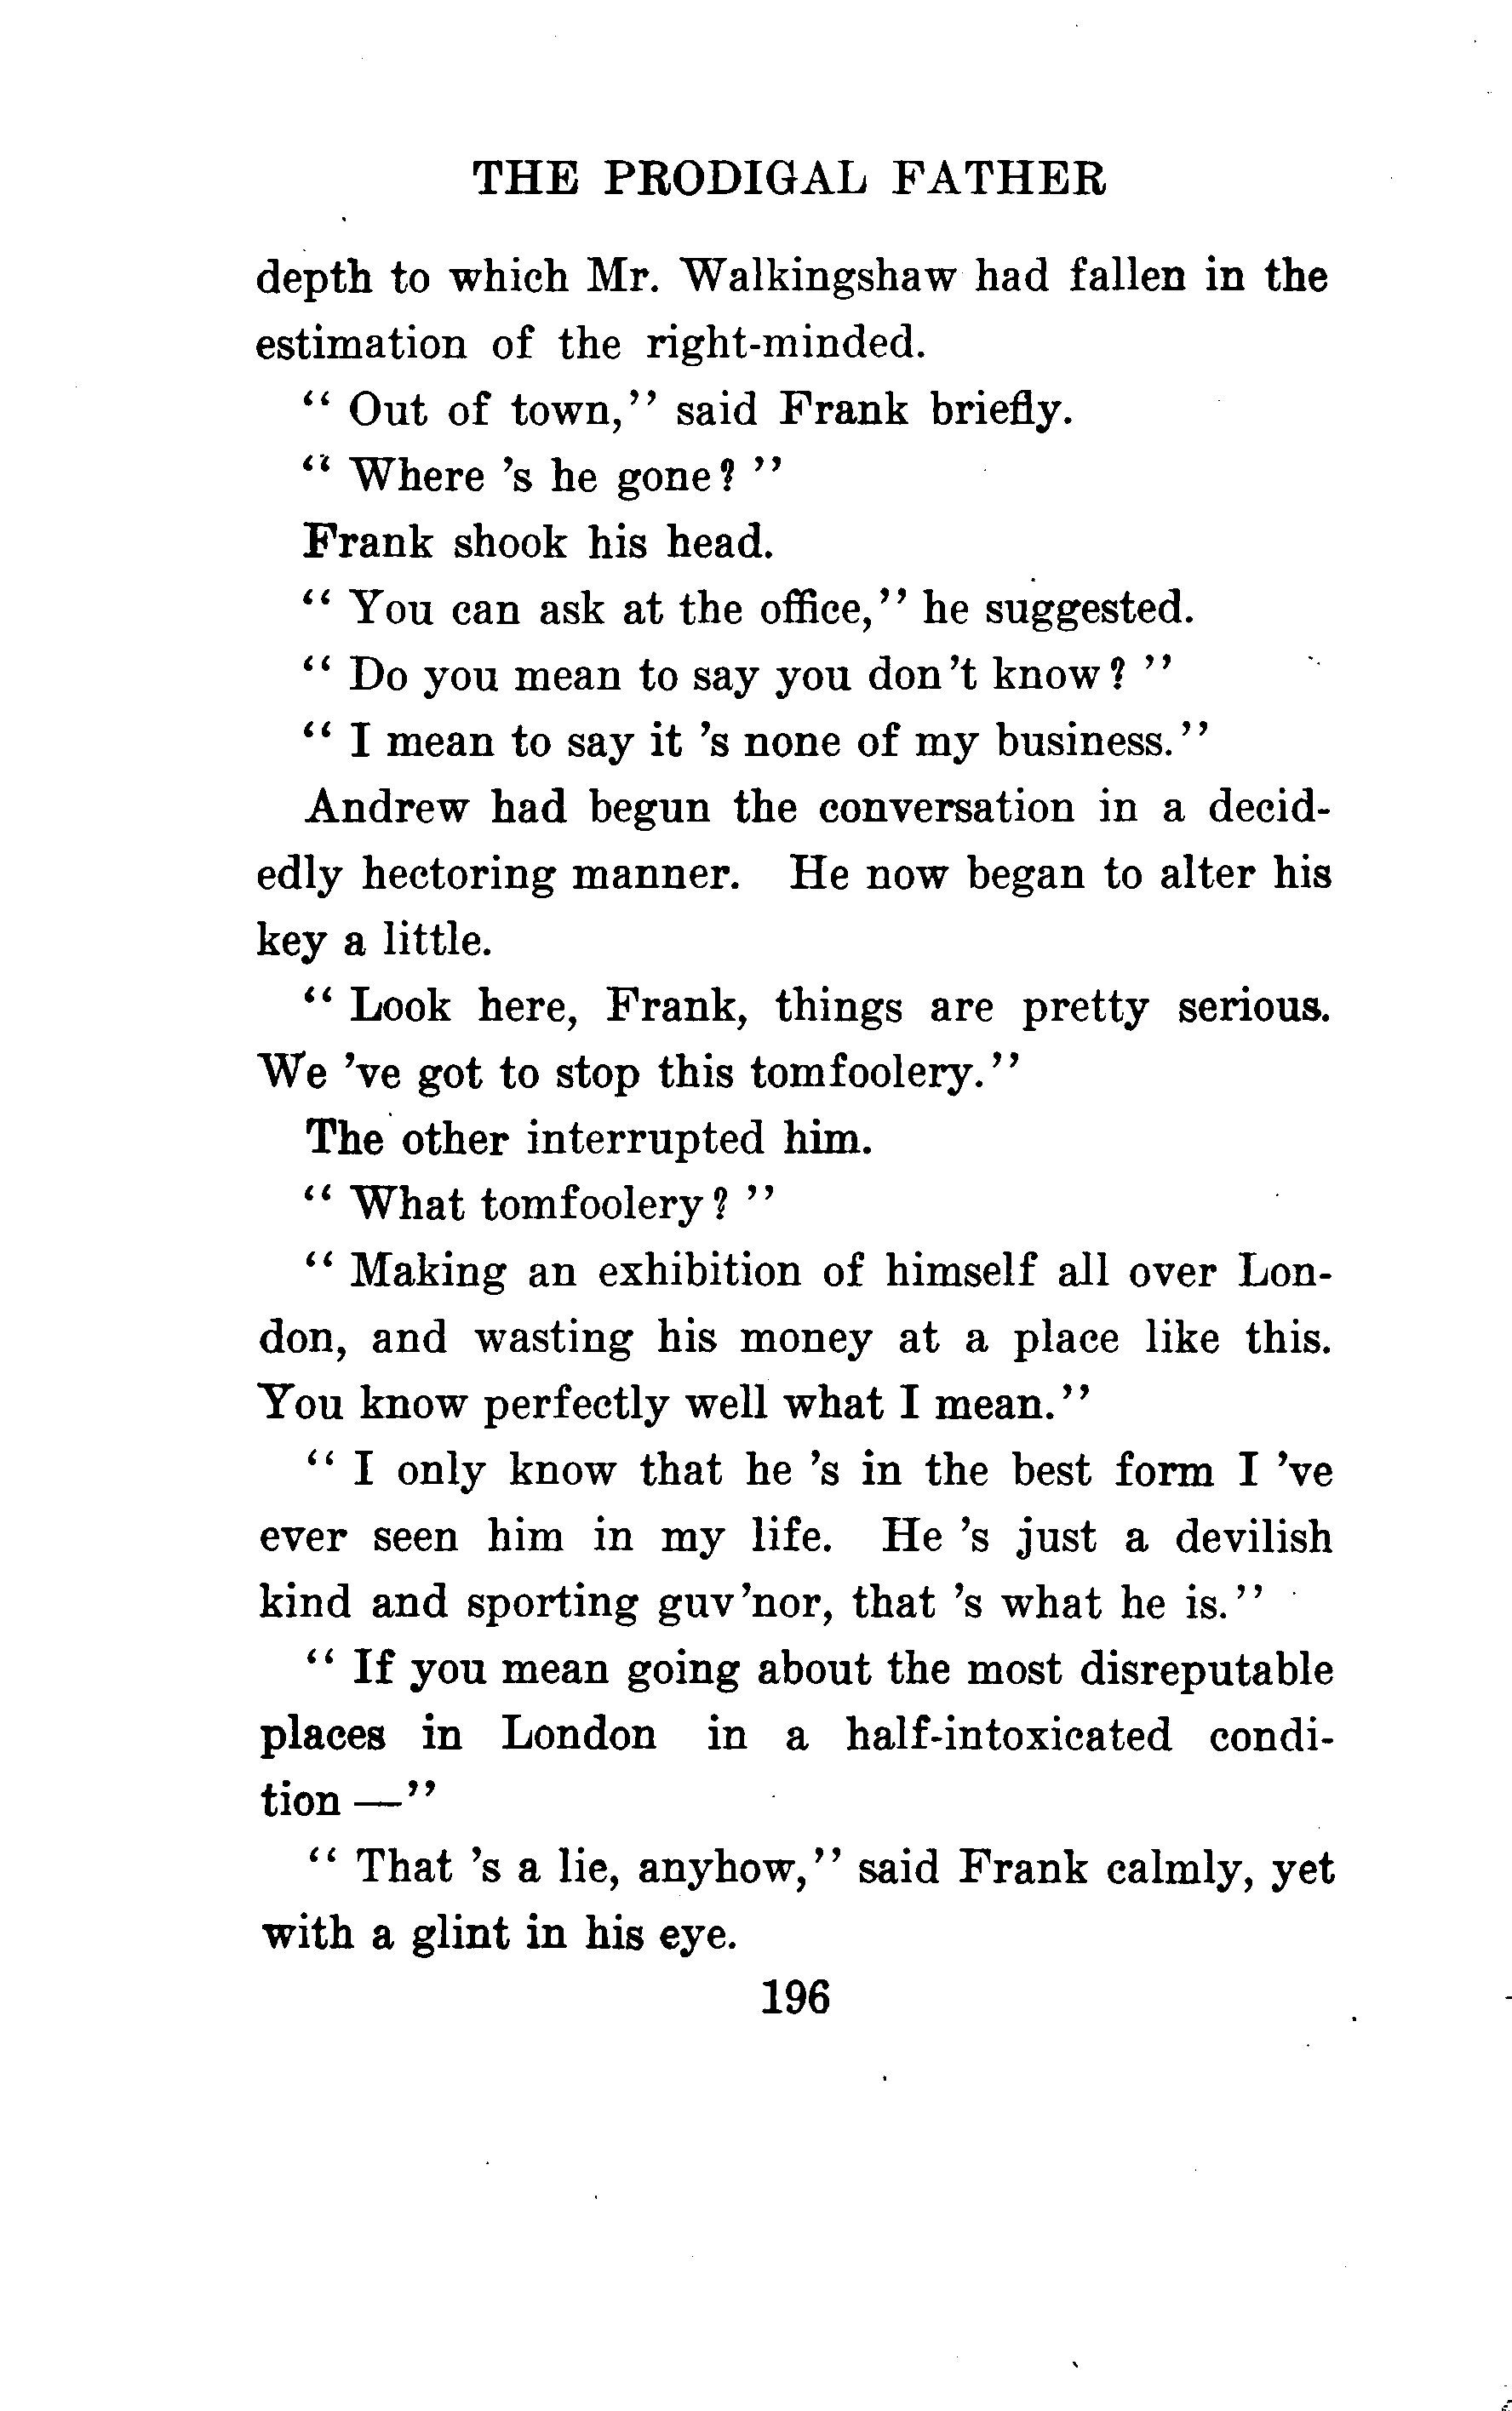 THE PRODIGAL FATHER
depth to which Mr. Walkingshaw had fallen in the
estimation of the right-minded.
" Out of town," said Frank briefly.
" Where 's he gone? "
Frank shook his head.
" You can ask at the office," he suggested.
" Do you mean to say you don't know? "
" I mean to say it 's none of my business."
Andrew had begun the conversation in a decid-
edly hectoring manner. He now began to alter his
key a little.
" Look here, Frank, things are pretty serious.
We 've got to stop this tomfoolery."
The other interrupted him.
" What tomfoolery? "
" Making an exhibition of himself all over Lon-
don, and wasting his money at a place like this.
You know perfectly well what I mean."
" I only know that he 's in the best form I 've
ever seen him in my life. He 's just a devilish
kind and sporting guv'nor, that 's what he is."
" If you mean going about the most disreputable
places in London in a half-intoxicated condi-
tion —"
" That 's a lie, anyhow," said Frank calmly, yet
with a glint in his eye.
196